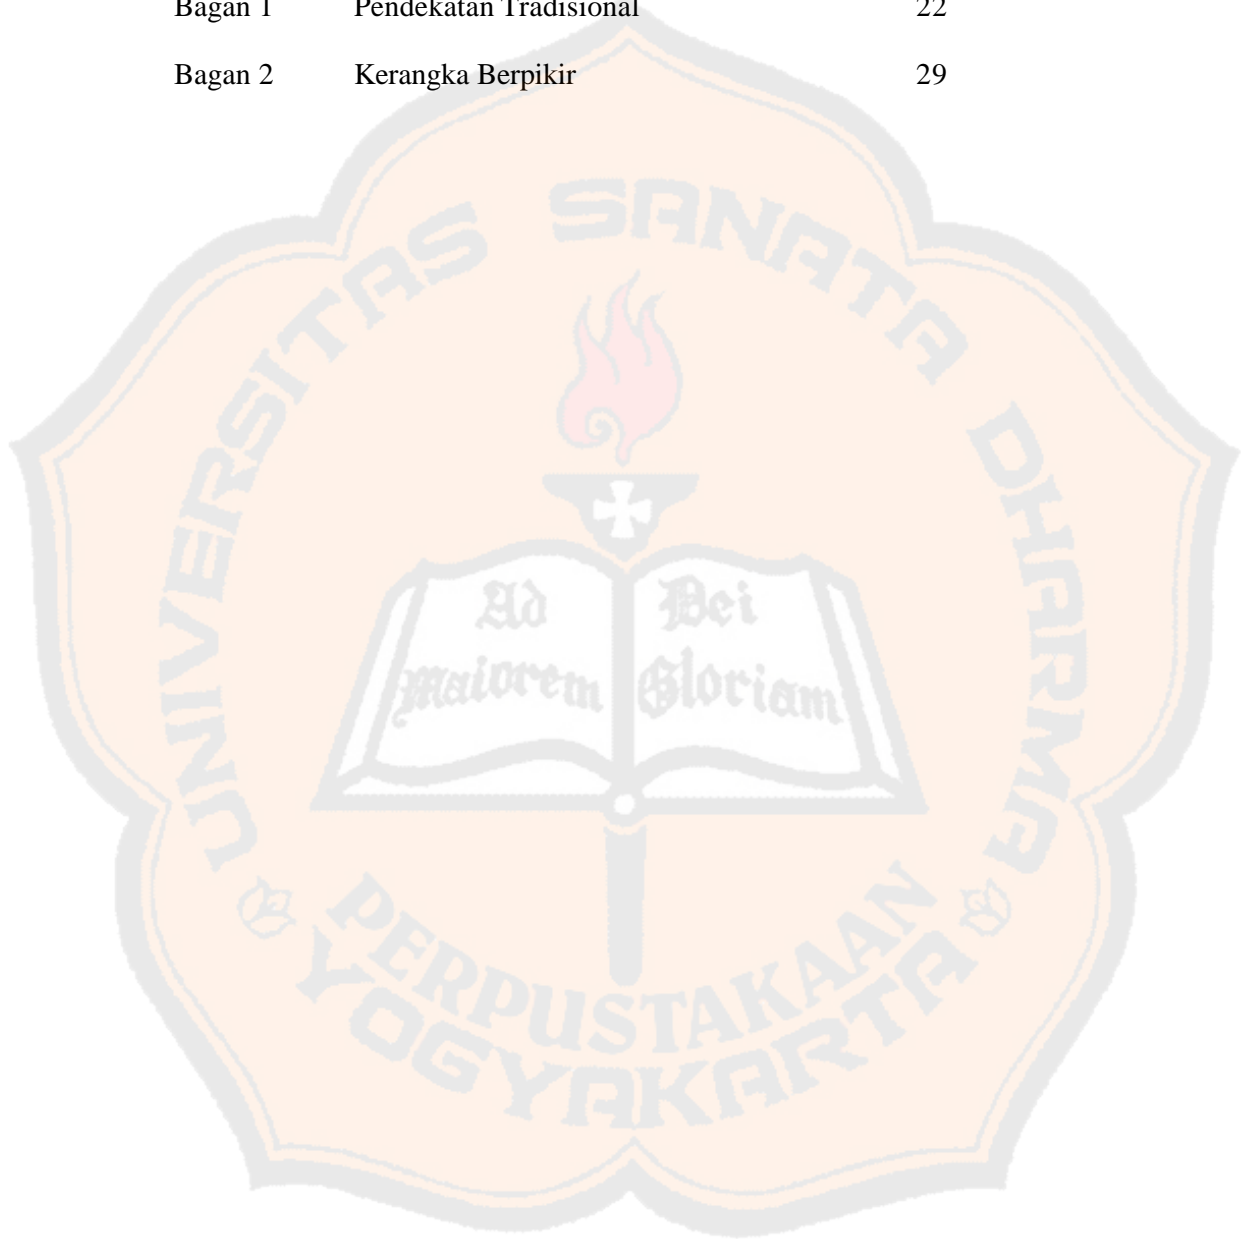 Bagan 1 Pendekatan Tradisional 22
Bagan 2 Kerangka Berpikir 29
UNIVERSITAS SANATA DHARMA
Ad Dei
Maiorem Gloriam
PERPUSTAKAAN
YOGYAKARTA